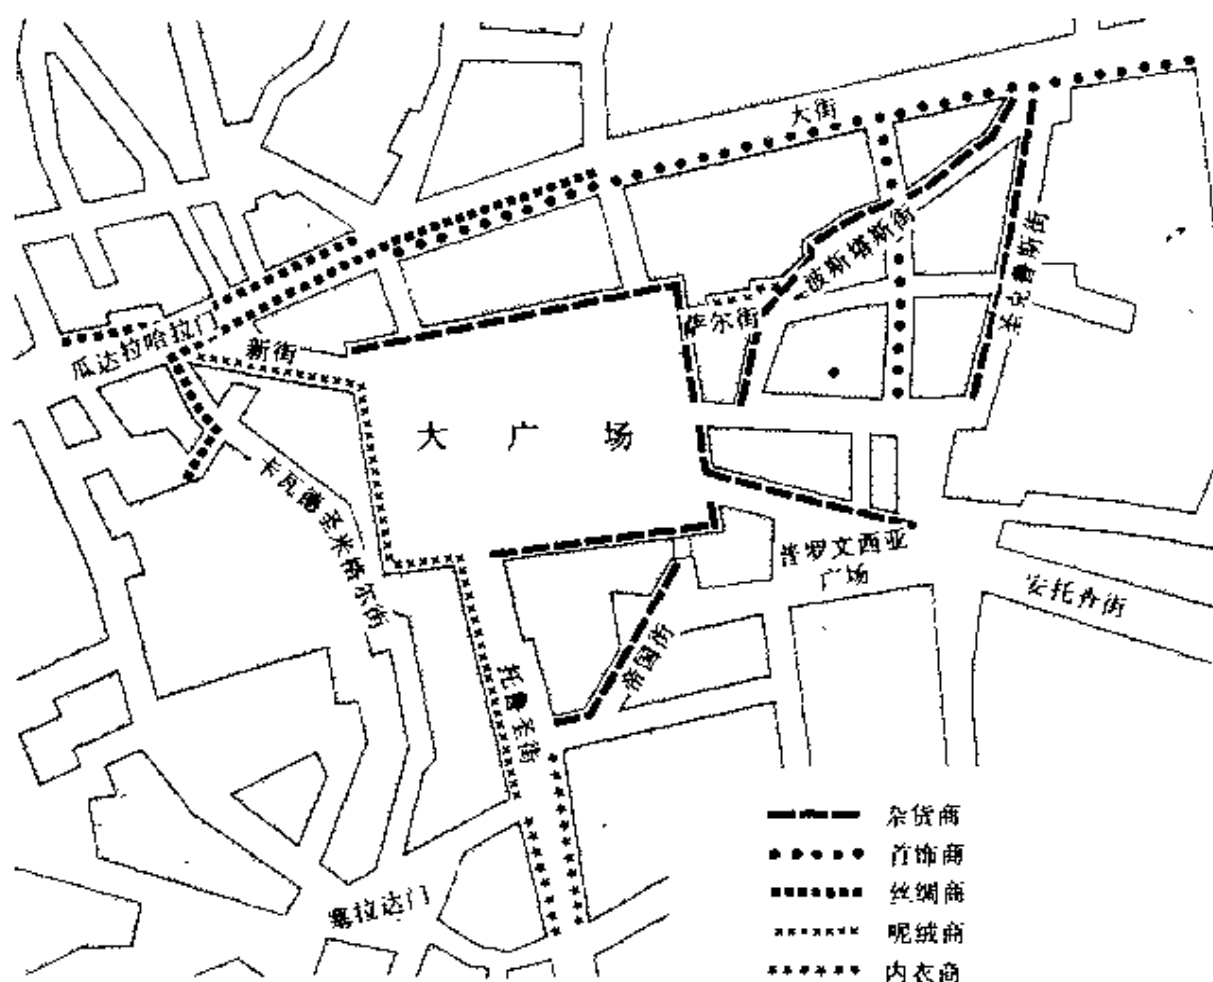 大街
波斯塔斯街
圣克鲁斯街
萨尔街
瓜达拉哈拉门
新街
大广场
卡瓦德圣米格尔街
普罗文西亚
广场
安托查街
帝国街
托雷多街
塞拉达门
杂货商
首饰商
丝绸商
呢绒商
内衣商